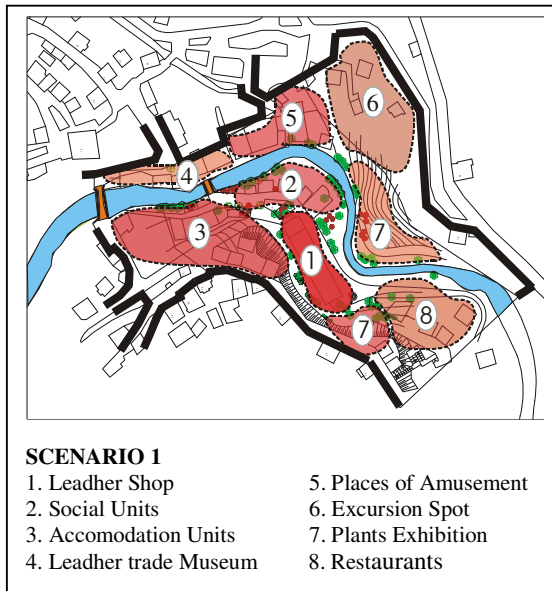 6
5
4
2
3
7
1
8
7
SCENARIO 1
1. Leadher Shop
2. Social Units
3. Accomodation Units
4. Leadher trade Museum
5. Places of Amusement
6. Excursion Spot
7. Plants Exhibition
8. Restaurants